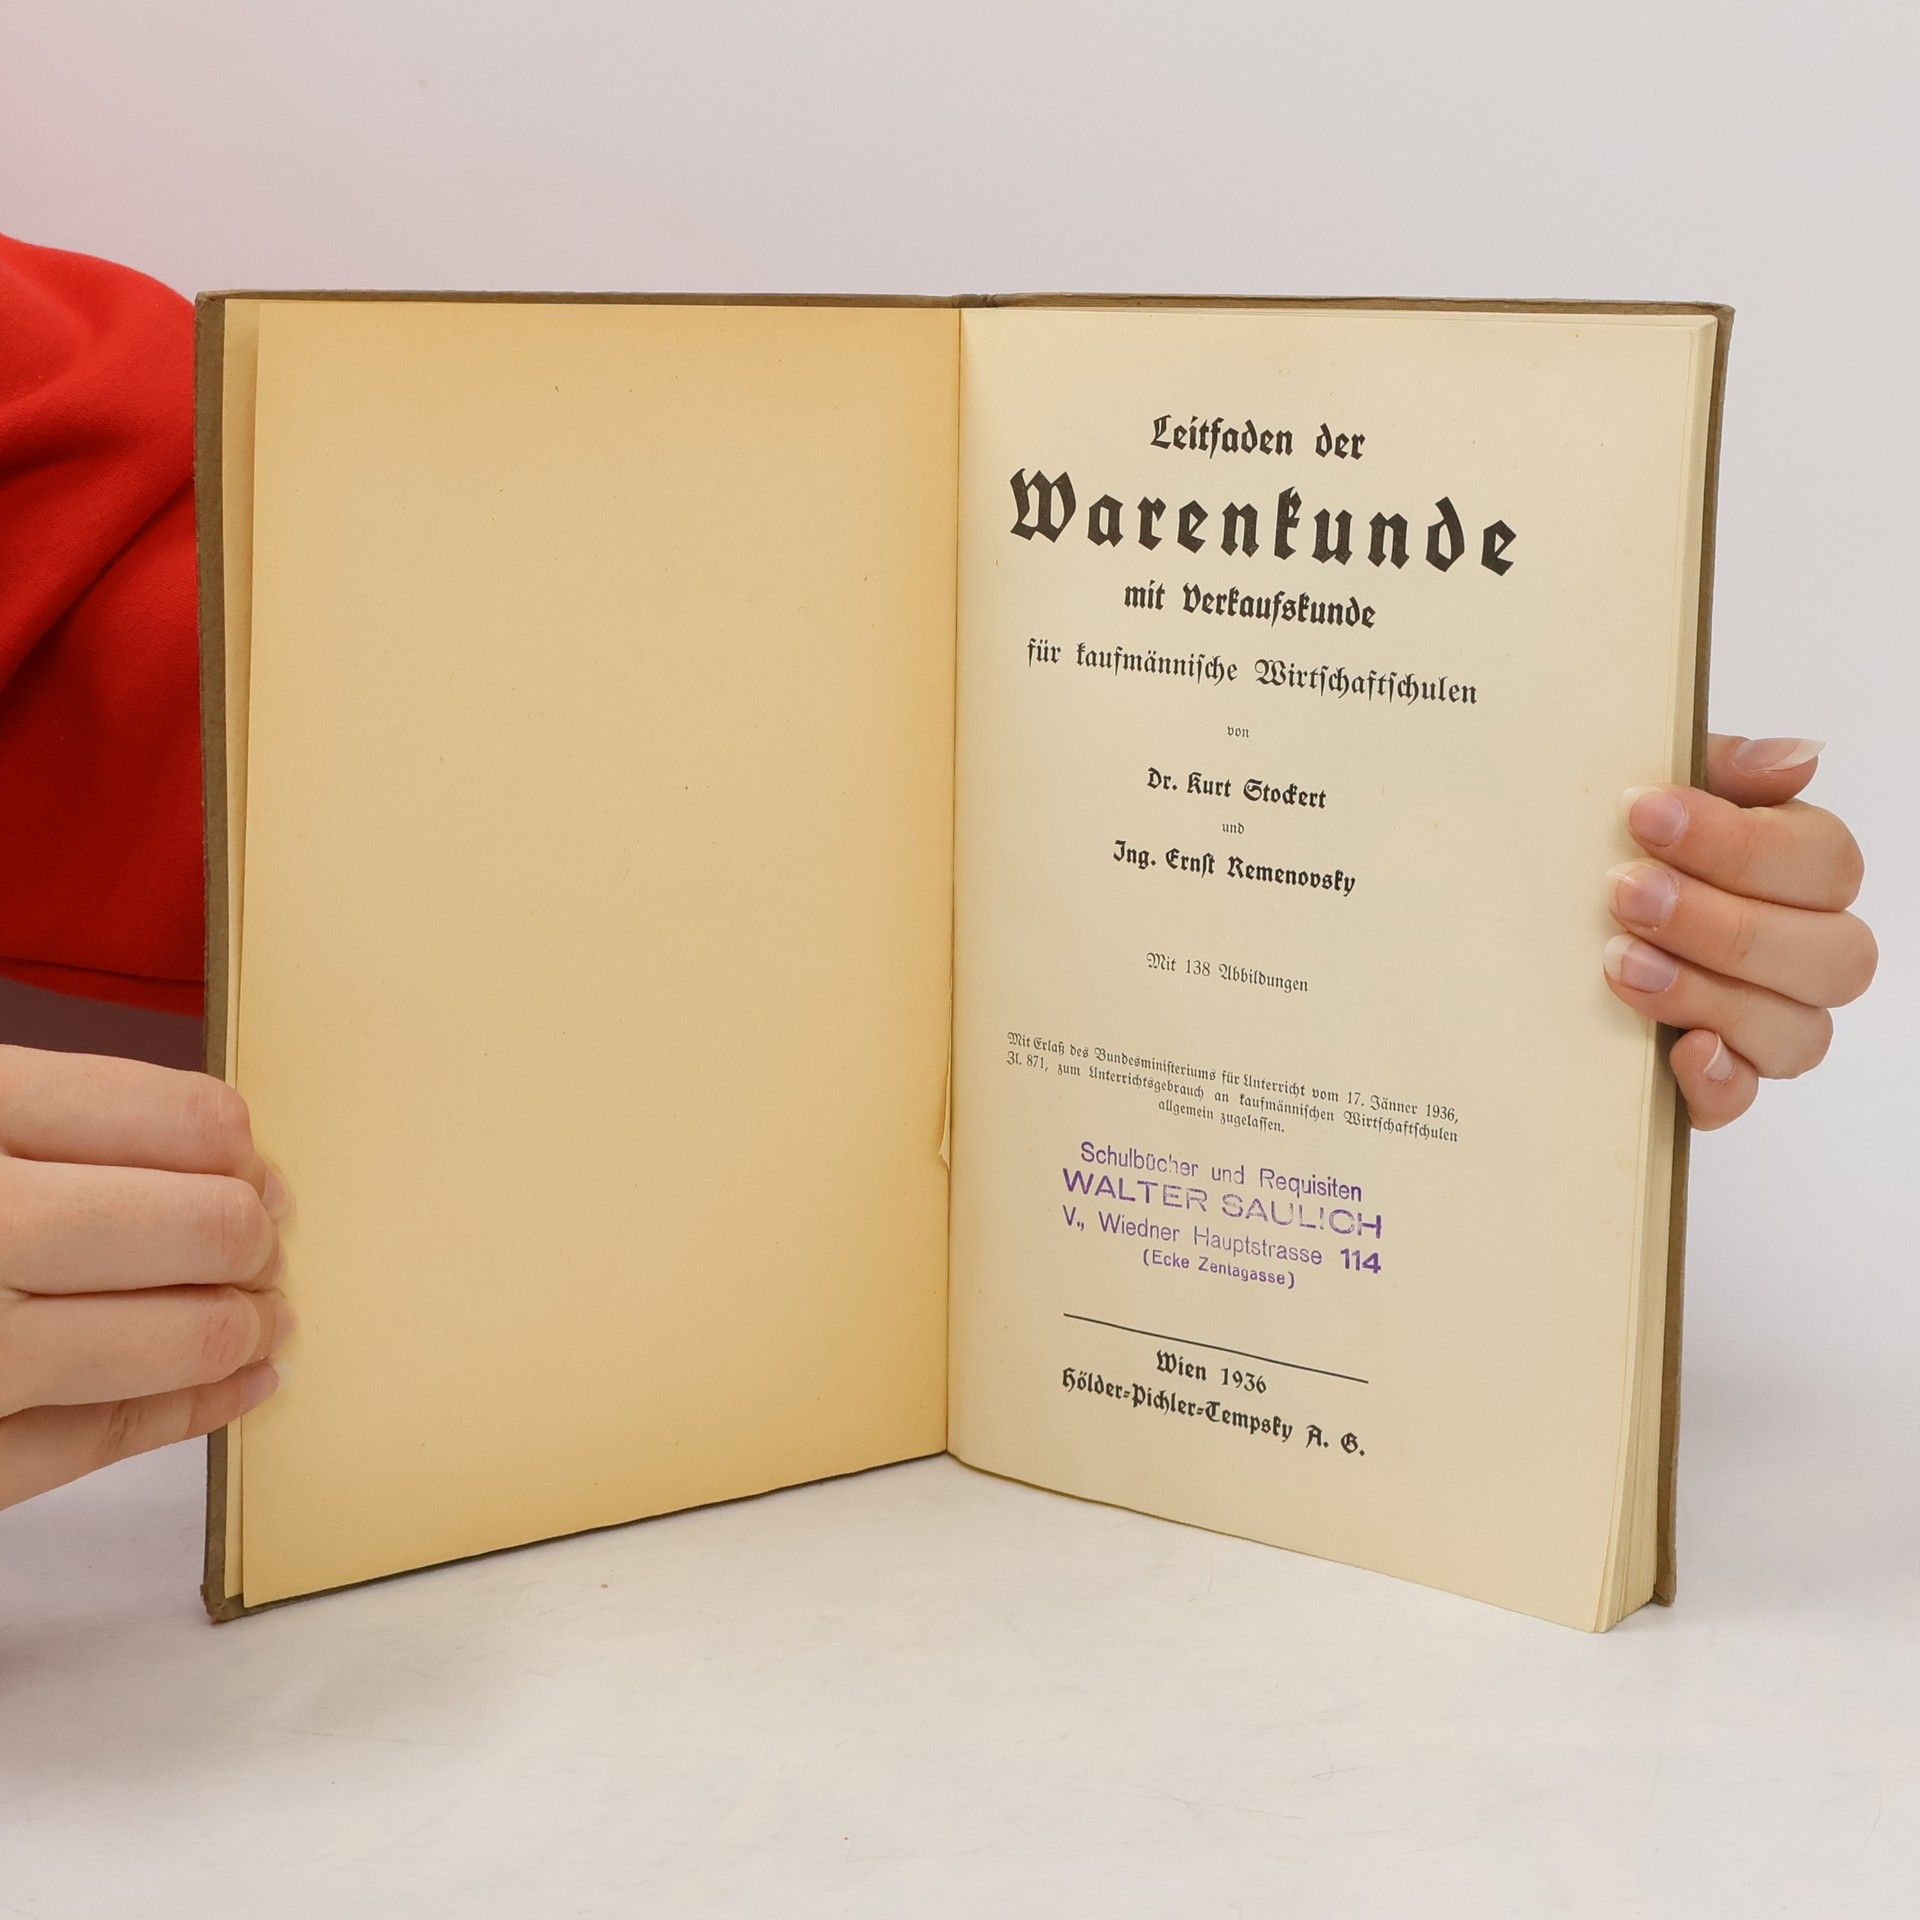 Leitfaden der
Warenkunde
mit Verkaufskunde
für kaufmännische Wirtschaftschulen
von
Dr. Kurt Stockert
und
Ing. Ernst Remenovsky
Mit 138 Abbildungen
Mit Erlaß des Bundesministeriums für Unterricht vom 17. Jänner 1936,
Zl. 871, zum Unterrichtsgebrauch an kaufmännischen Wirtschaftschulen
allgemein zugelassen.
Schulbücher und Requisiten
WALTER SAULICH
V., Wiedner Hauptstrasse 114
(Ecke Zentagasse)
Wien 1936
Hölder-Pichler-Tempsky A. G.